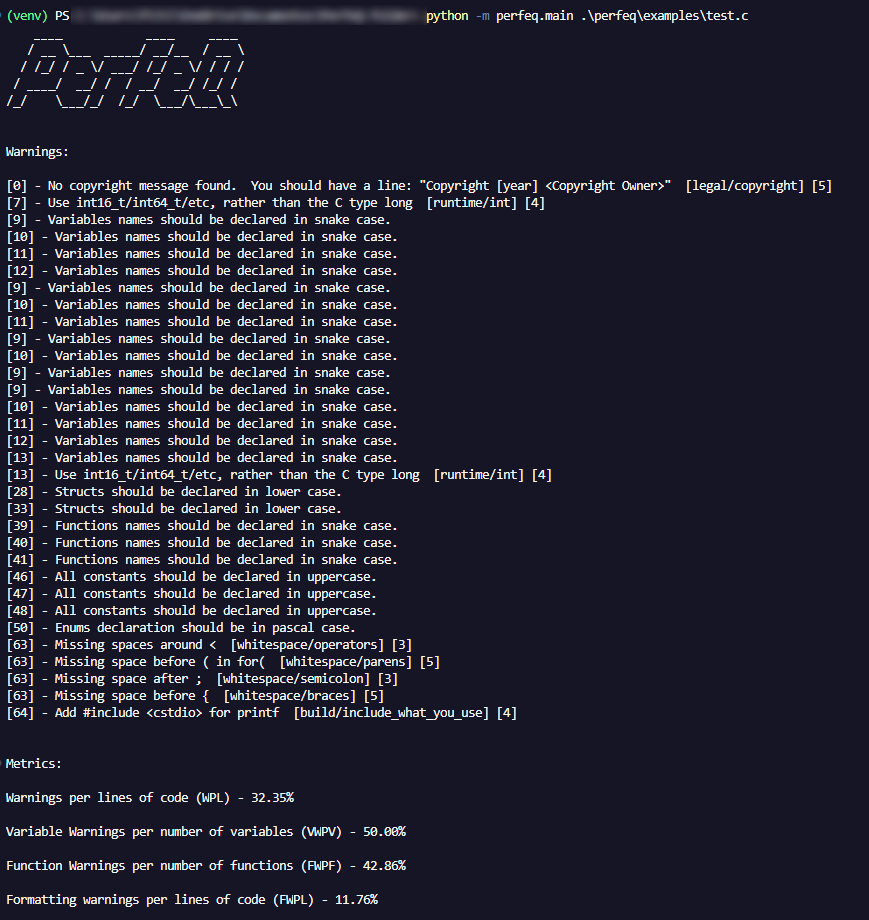 (venv) PS python -m perfeq.main .\perfeq\examples\test.c
PerfeQ
Warnings:
[0] - No copyright message found.  You should have a line: "Copyright [year] <Copyright Owner>"  [legal/copyright] [5]
[7] - Use int16_t/int64_t/etc, rather than the C type long  [runtime/int] [4]
[9] - Variables names should be declared in snake case.
[10] - Variables names should be declared in snake case.
[11] - Variables names should be declared in snake case.
[12] - Variables names should be declared in snake case.
[9] - Variables names should be declared in snake case.
[10] - Variables names should be declared in snake case.
[11] - Variables names should be declared in snake case.
[9] - Variables names should be declared in snake case.
[10] - Variables names should be declared in snake case.
[9] - Variables names should be declared in snake case.
[9] - Variables names should be declared in snake case.
[10] - Variables names should be declared in snake case.
[11] - Variables names should be declared in snake case.
[12] - Variables names should be declared in snake case.
[13] - Variables names should be declared in snake case.
[13] - Use int16_t/int64_t/etc, rather than the C type long  [runtime/int] [4]
[28] - Structs should be declared in lower case.
[33] - Structs should be declared in lower case.
[39] - Functions names should be declared in snake case.
[40] - Functions names should be declared in snake case.
[41] - Functions names should be declared in snake case.
[46] - All constants should be declared in uppercase.
[47] - All constants should be declared in uppercase.
[48] - All constants should be declared in uppercase.
[50] - Enums declaration should be in pascal case.
[63] - Missing spaces around <  [whitespace/operators] [3]
[63] - Missing space before ( in for(  [whitespace/parens] [5]
[63] - Missing space after ;  [whitespace/semicolon] [3]
[63] - Missing space before {  [whitespace/braces] [5]
[64] - Add #include <cstdio> for printf  [build/include_what_you_use] [4]
Metrics:
Warnings per lines of code (WPL) - 32.35%
Variable Warnings per number of variables (VWPV) - 50.00%
Function Warnings per number of functions (FWPF) - 42.86%
Formatting warnings per lines of code (FWPL) - 11.76%